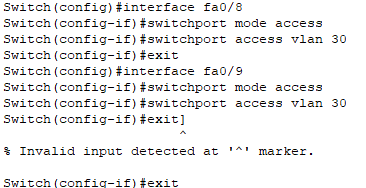 Switch(config)#interface fa0/8
Switch(config-if)#switchport mode access
Switch(config-if)#switchport access vlan 30
Switch(config-if)#exit
Switch(config)#interface fa0/9
Switch(config-if)#switchport mode access
Switch(config-if)#switchport access vlan 30
Switch(config-if)#exit]
^
% Invalid input detected at '^' marker.
Switch(config-if)#exit